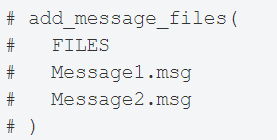 # add_message_files(
#   FILES
#   Message1.msg
#   Message2.msg
# )